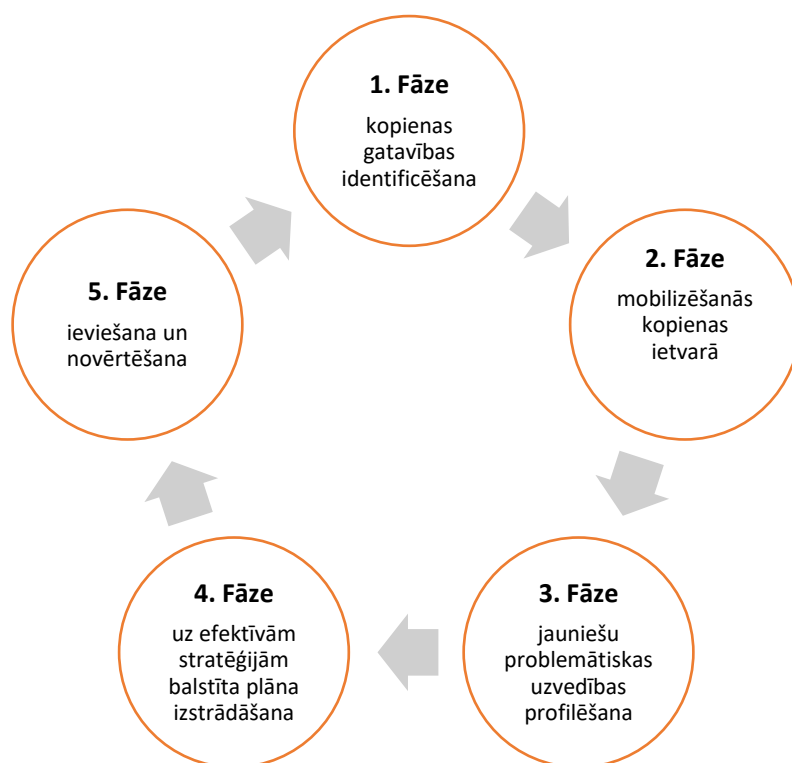 1. Fāze
kopienas
gatavības
identificēšana
2. Fāze
mobilizēšanās
kopienas
ietvarā
3. Fāze
jauniešu
problemātiskas
uzvedības
profilēšana
4. Fāze
uz efektīvām
stratēģijām
balstīta plāna
izstrādāšana
5. Fāze
ieviešana un
novērtēšana